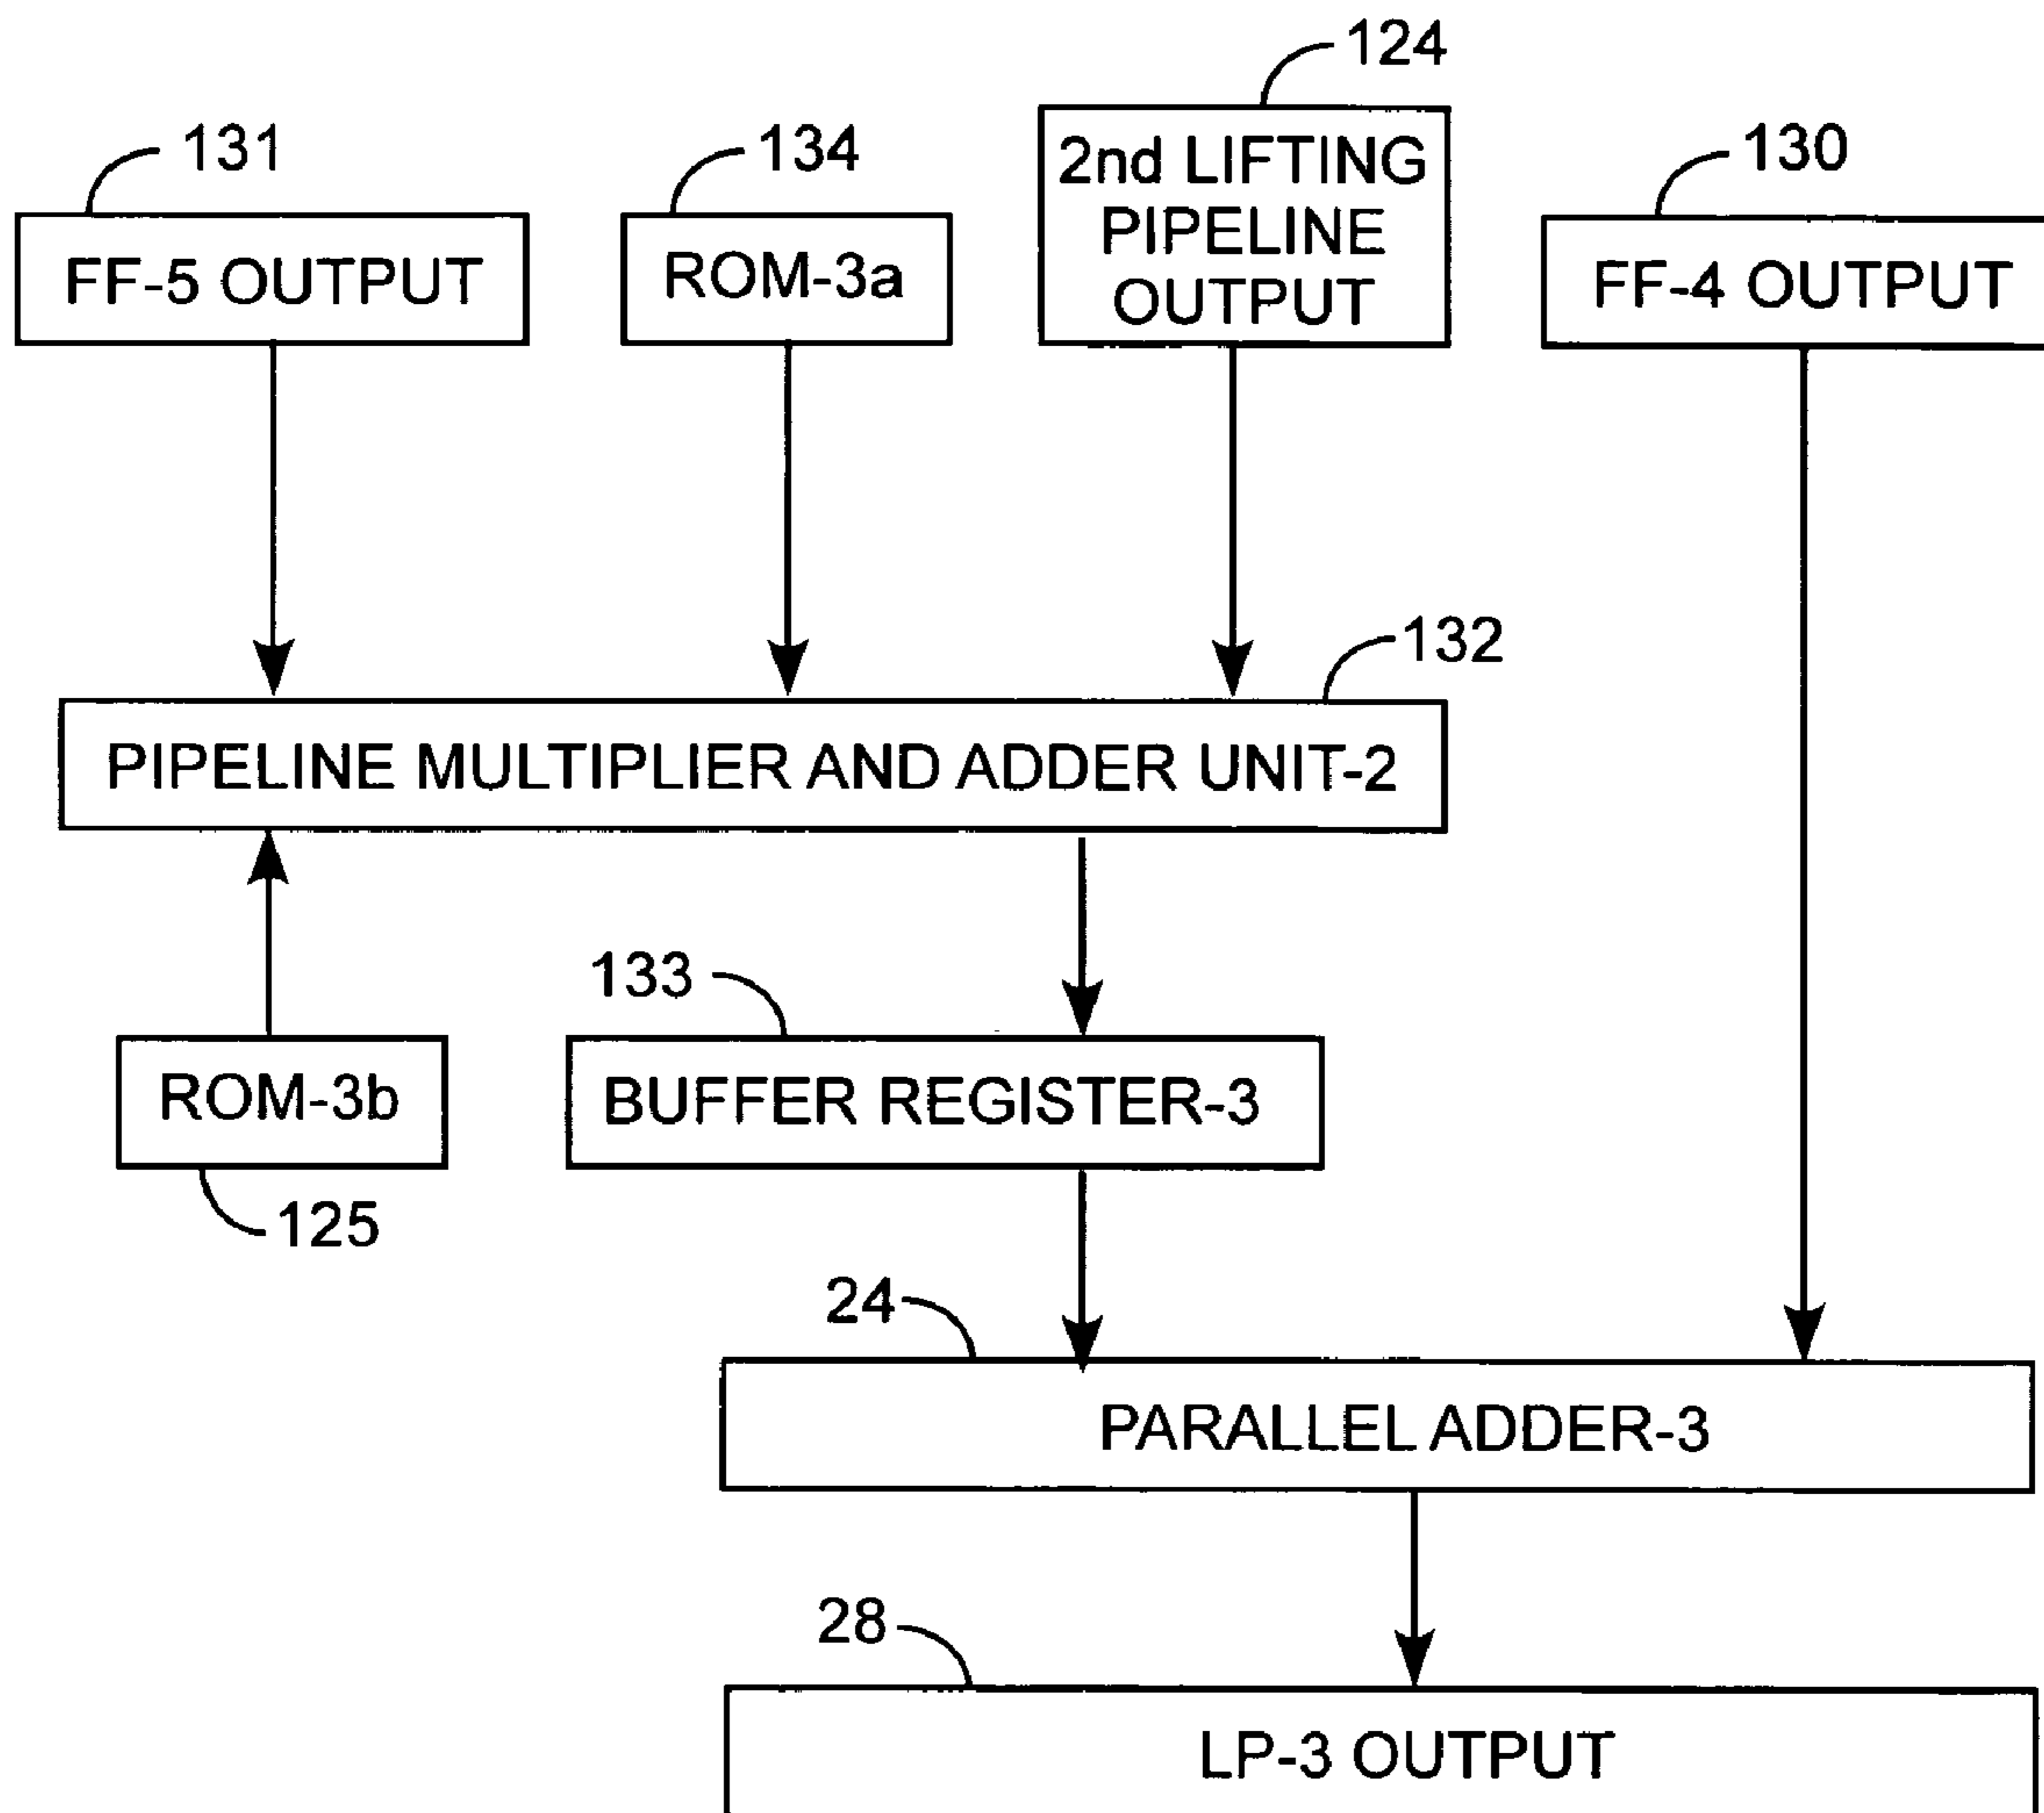 124
131
134
130
2nd LIFTING
PIPELINE
OUTPUT
FF-5 OUTPUT
ROM-3a
FF-4 OUTPUT
132
PIPELINE MULTIPLIER AND ADDER UNIT-2
133
ROM-3b
BUFFER REGISTER-3
125
24
PARALLEL ADDER-3
28
LP-3 OUTPUT